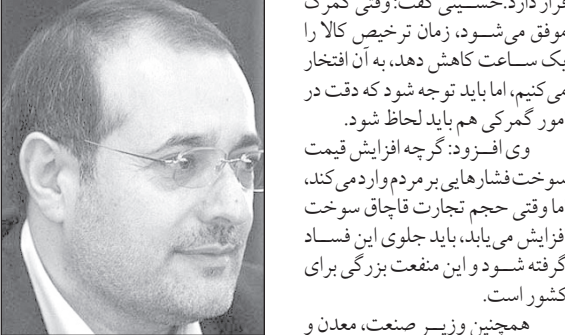 قرار دارد.حسینی گفت: وقتی گمرک
موفق می‌شود، زمان ترخیص کالا را
یک ساعت کاهش دهد، به آن افتخار
می‌کنیم، اما باید توجه شود که دقت در
امور گمرکی هم باید لحاظ شود.
وی افزود: گرچه افزایش قیمت
سوخت فشارهایی بر مردم وارد می‌کند،
اما وقتی حجم تجارت قاچاق سوخت
افزایش می‌یابد، باید جلوی این فساد
گرفته شود و این منفعت بزرگی برای
کشور است.
همچنین وزیر صنعت، معدن و